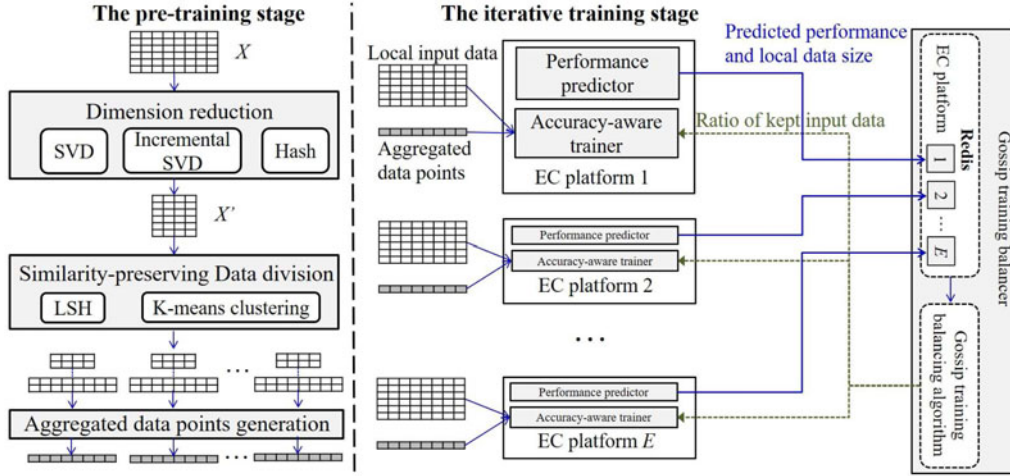 The pre-training stage
X
Dimension reduction
SVD
Incremental
SVD
Hash
X'
Similarity-preserving Data division
LSH
K-means clustering
...
Aggregated data points generation
...
The iterative training stage
Local input data
Aggregated
data points
Performance
predictor
Accuracy-aware
trainer
EC platform 1
Performance predictor
Accuracy-aware trainer
EC platform 2
...
Performance predictor
Accuracy-aware trainer
EC platform E
Predicted performance
and local data size
Ratio of kept input data
EC platform
Redis
1
2
...
E
Gossip training
balancing algorithm
Gossip training balancer